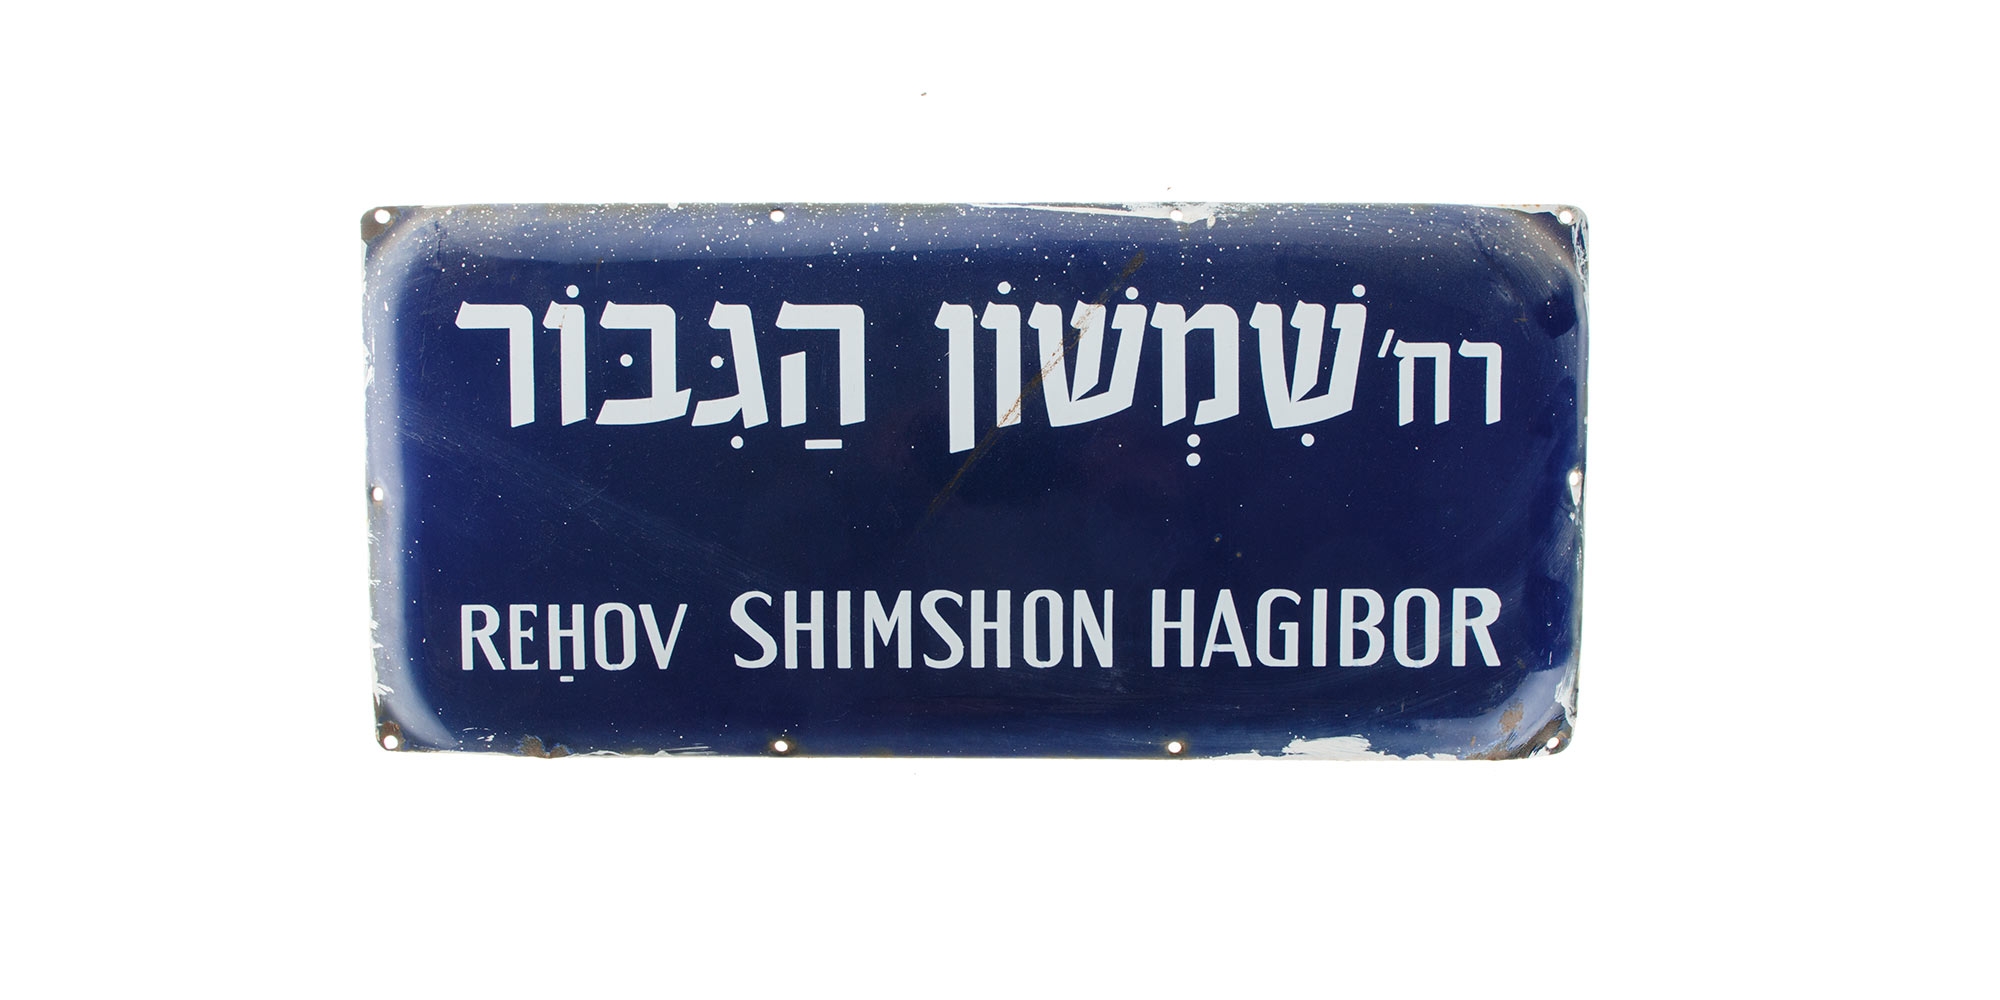 רח׳ שִׁמְשׁוֹן הַגִּבּוֹר
REḤOV SHIMSHON HAGIBOR